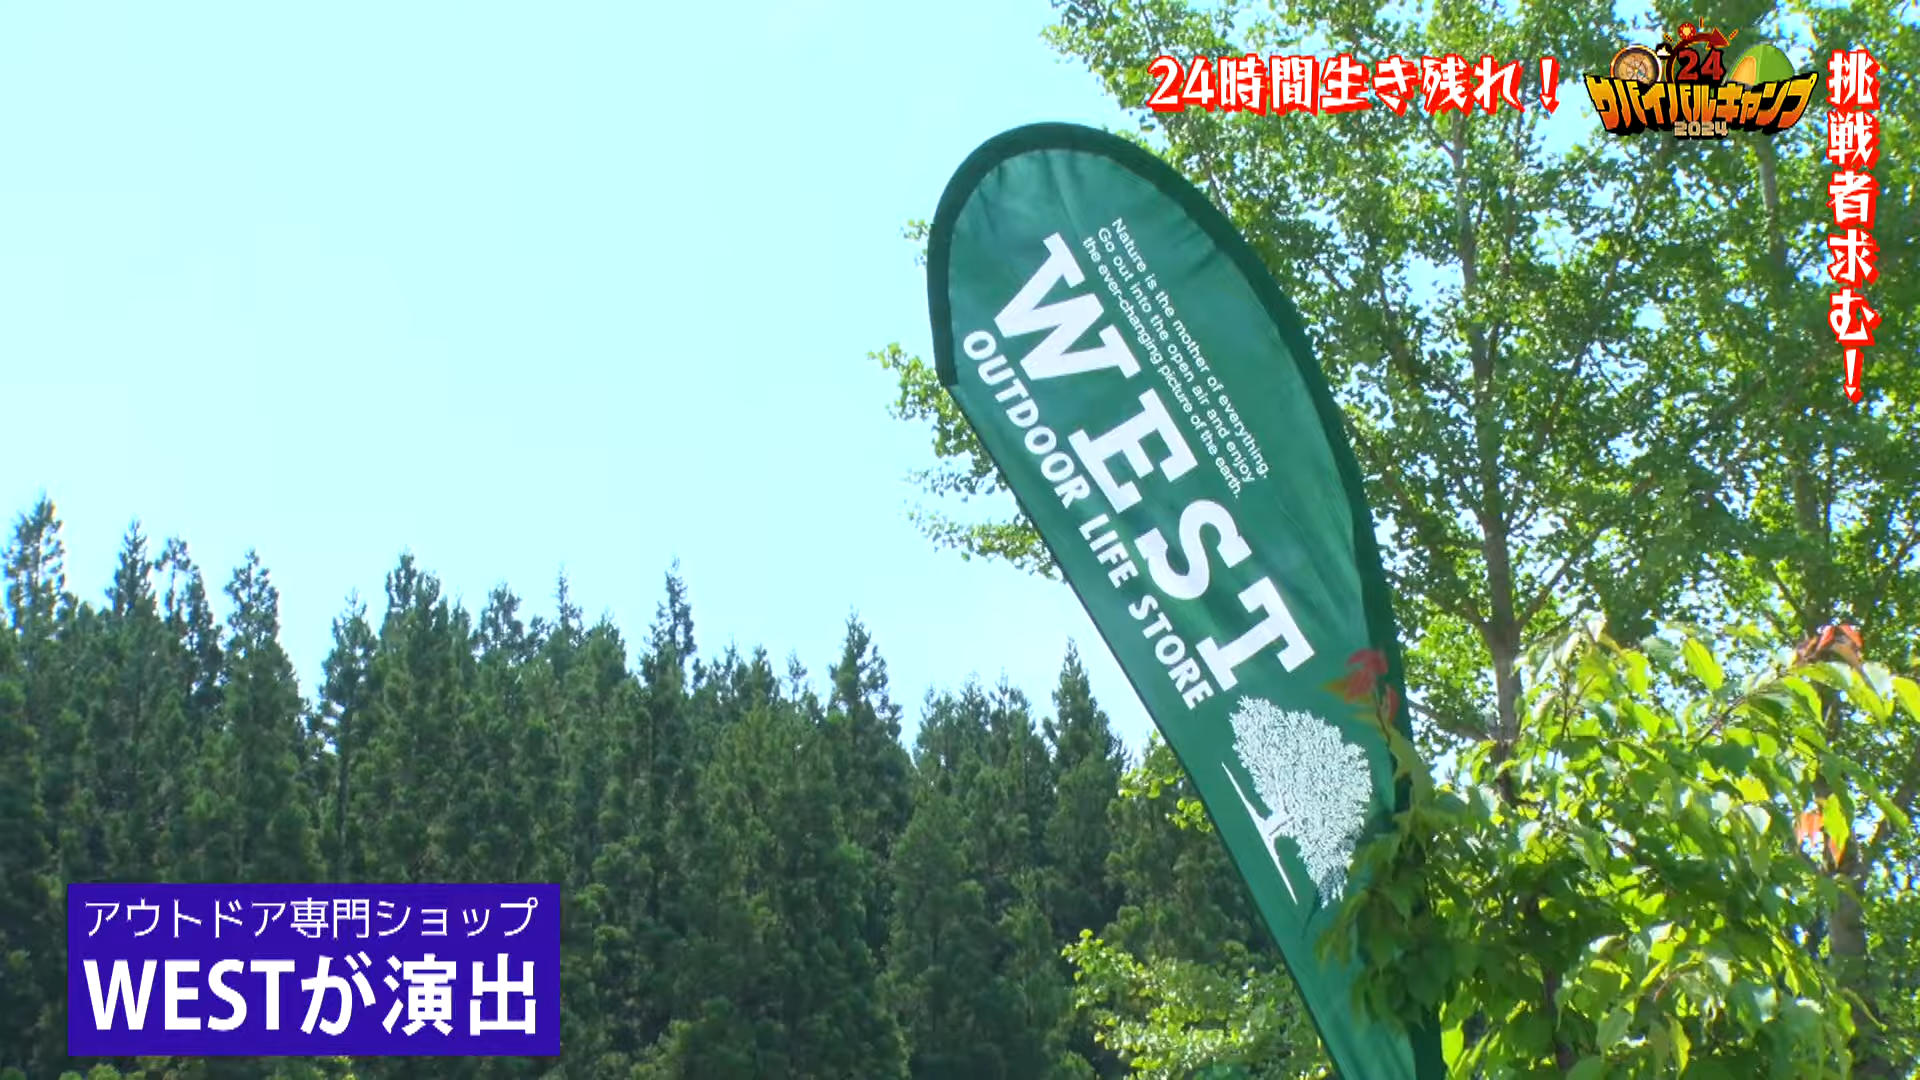 24時間生き残れ!
24
サバイバルキャンプ
2024
挑戦者求む!
Nature is the mother of everything.
Go out into the open air and enjoy
the ever-changing picture of the earth.
WEST
OUTDOOR LIFE STORE
アウトドア専門ショップ
WESTが演出